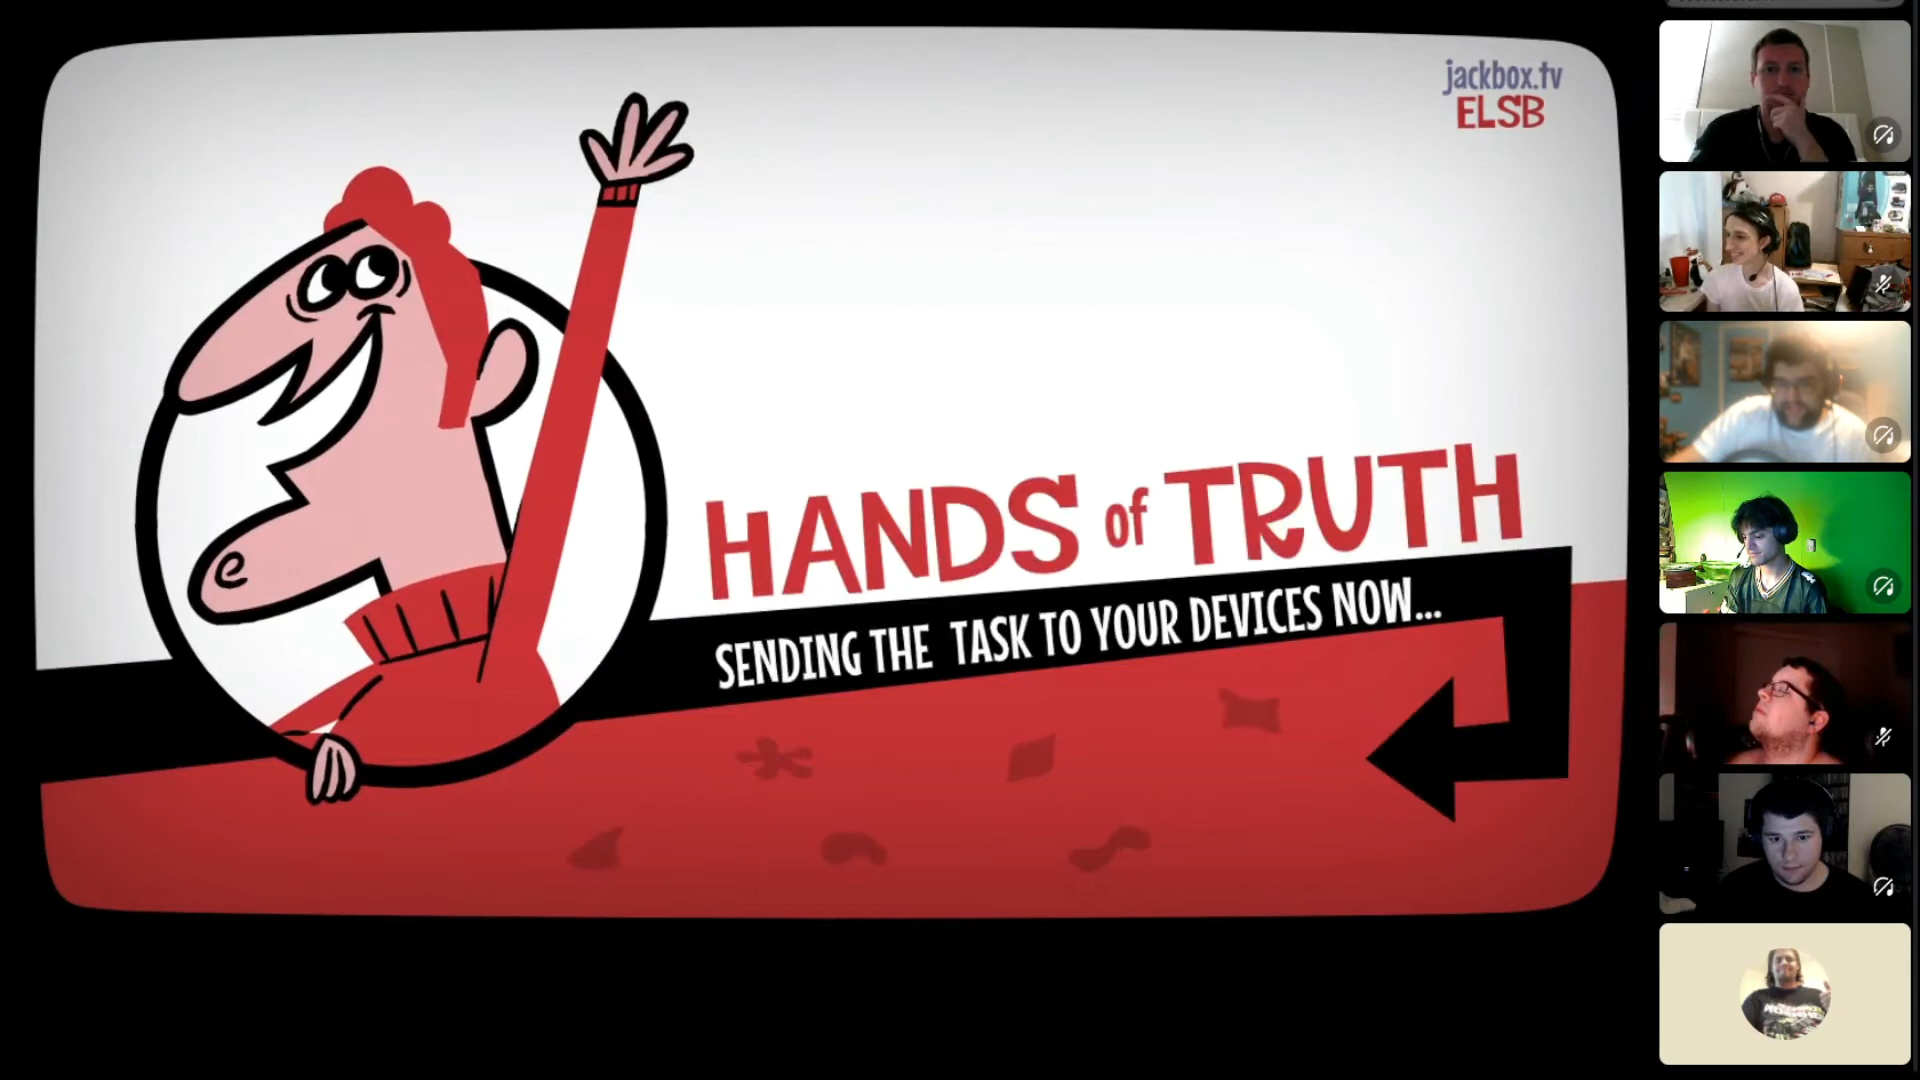 jackbox.tv
ELSB
HANDS of TRUTH
SENDING THE TASK TO YOUR DEVICES NOW...